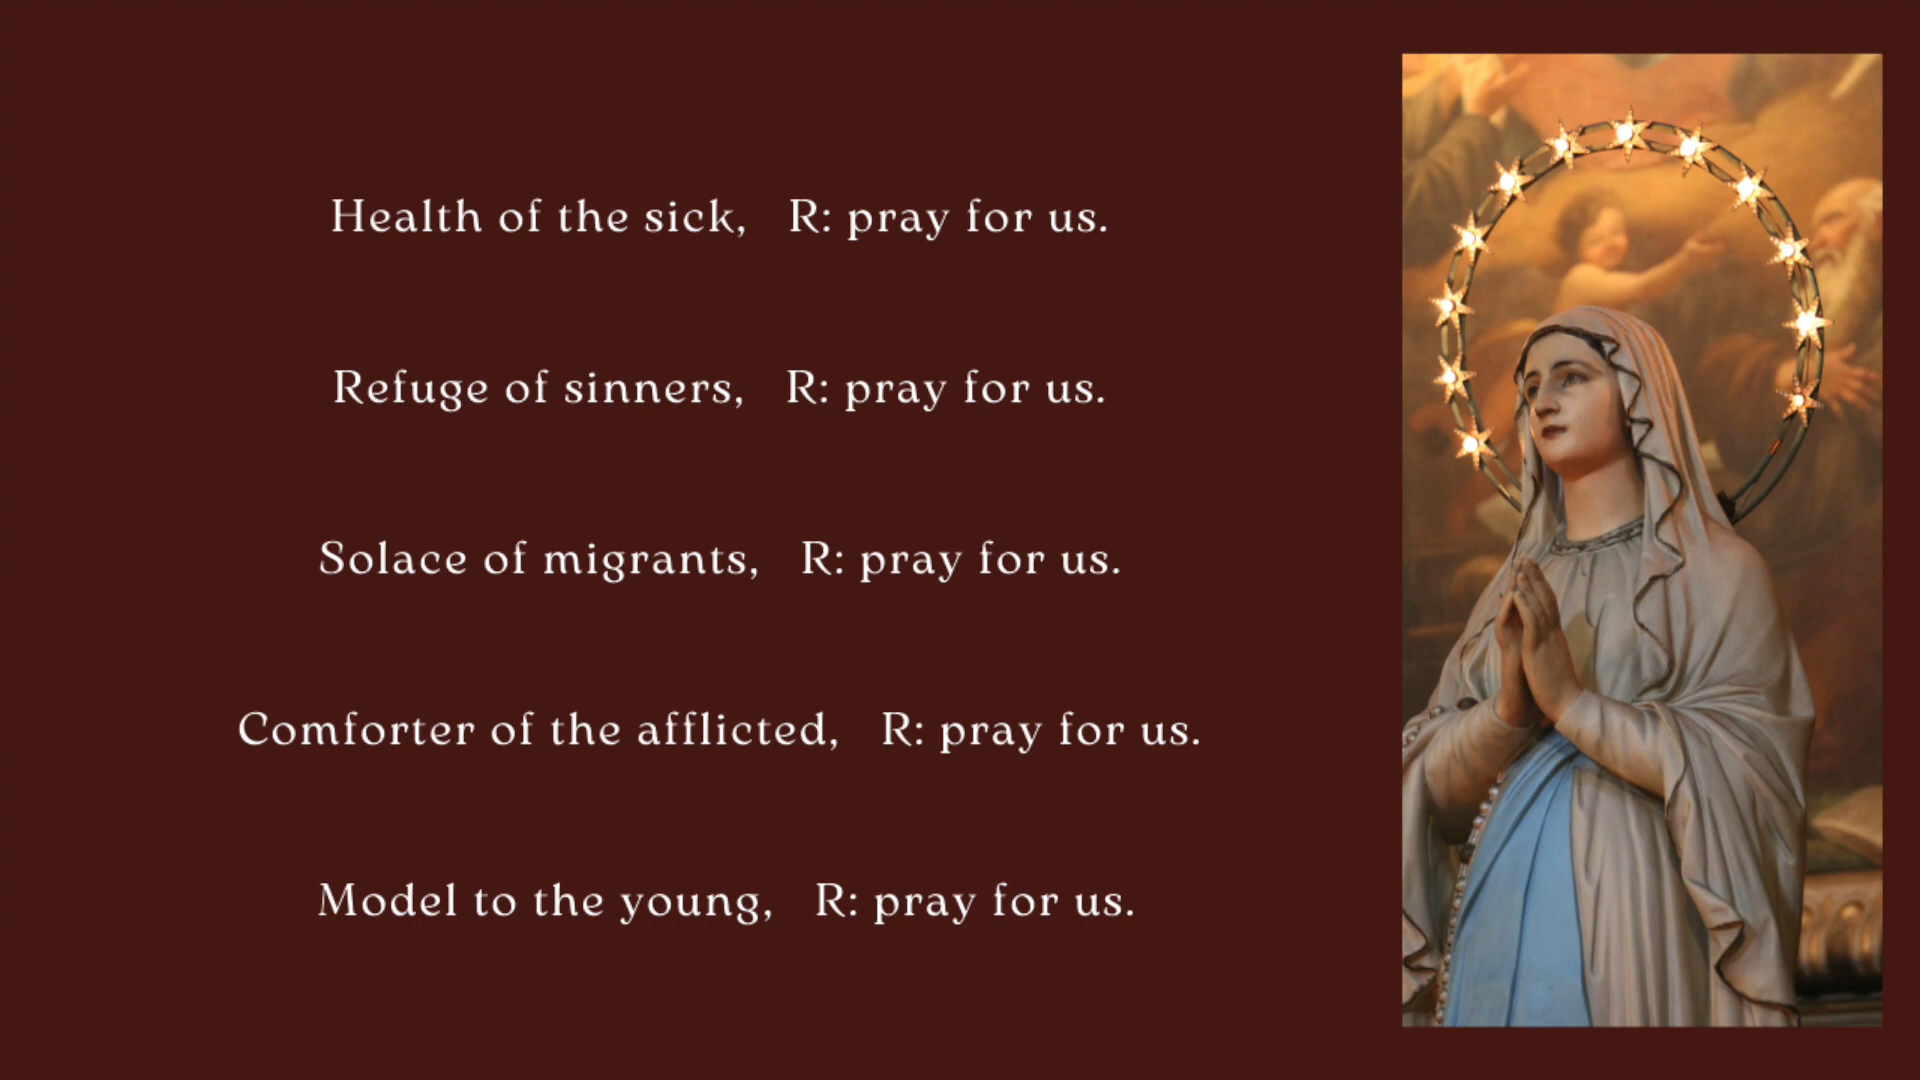 Health of the sick, R: pray for us.
Refuge of sinners, R: pray for us.
Solace of migrants, R: pray for us.
Comforter of the afflicted, R: pray for us.
Model to the young, R: pray for us.